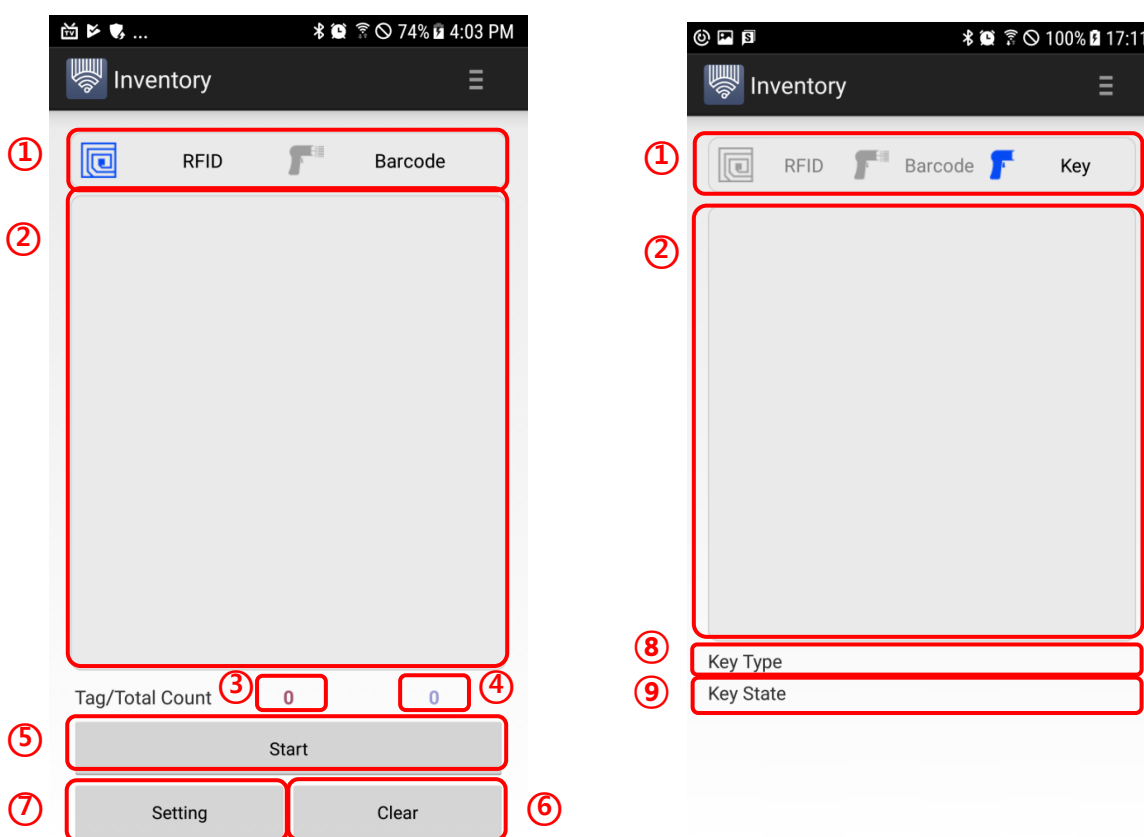 ... 74% 4:03 PM
Inventory
① RFID Barcode
②
Tag/Total Count ③ 0 0 ④
⑤ Start
⑦ Setting Clear ⑥
100% 17:11
Inventory
① RFID Barcode Key
②
⑧ Key Type
⑨ Key State